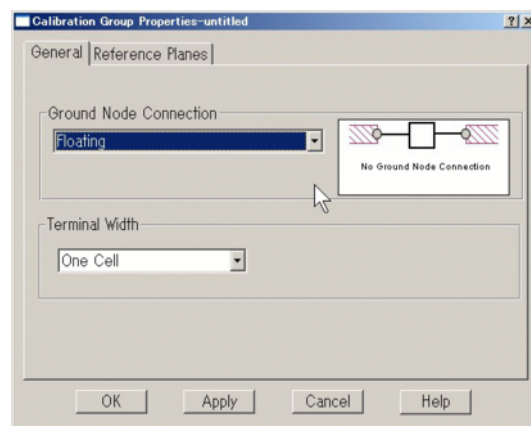 Calibration Group Properties-untitled
General
Reference Planes
Ground Node Connection
Floating
No Ground Node Connection
Terminal Width
One Cell
OK
Apply
Cancel
Help